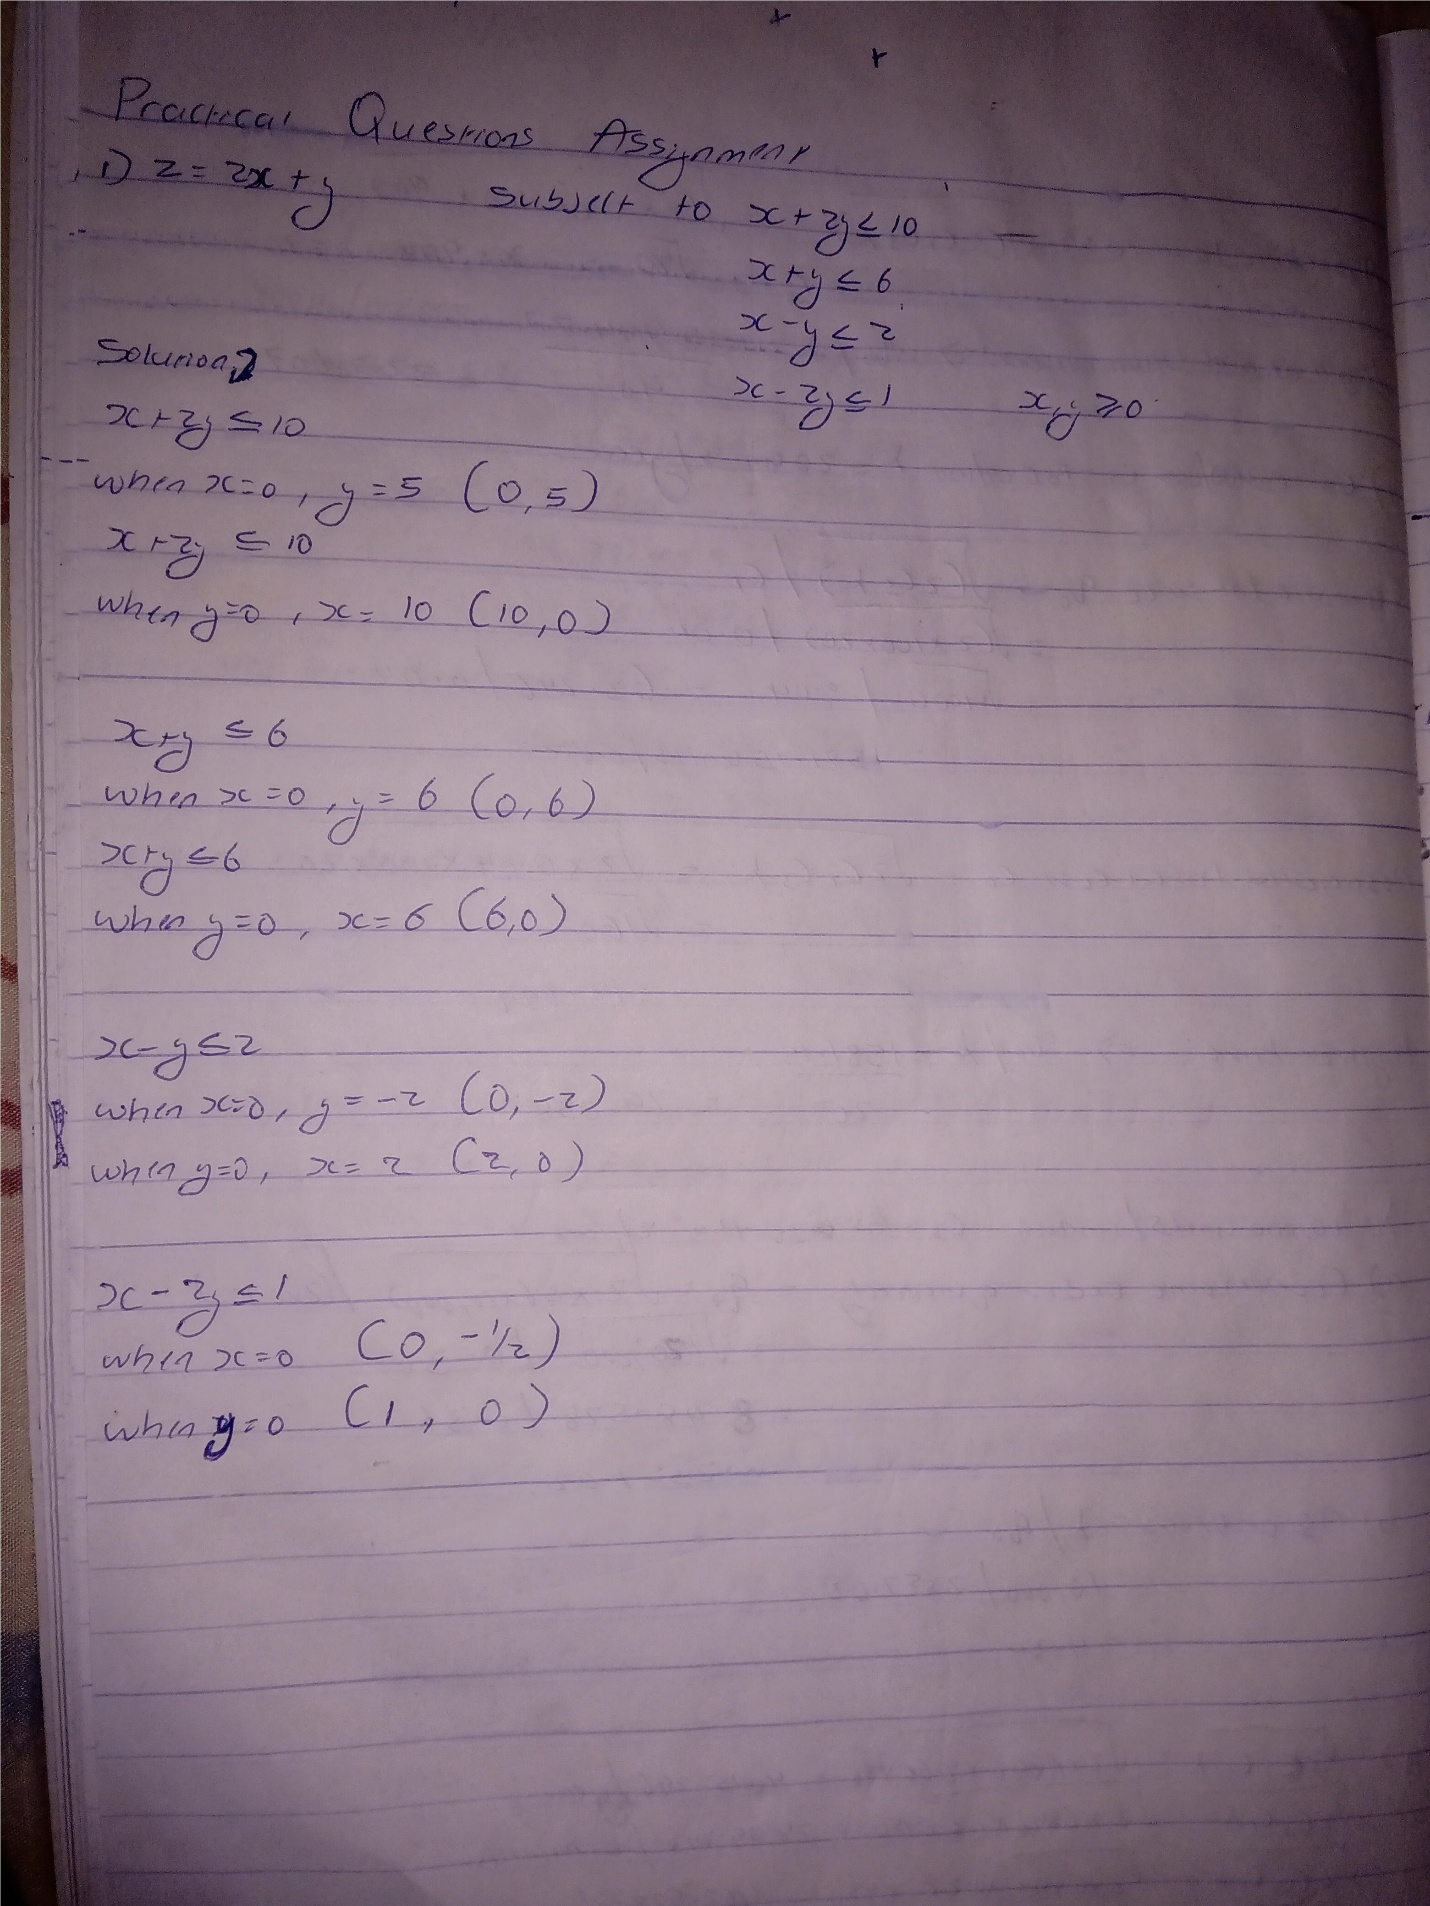 Practical Questions Assignment
1) Z = 2x + y subject to x + 2y ≤ 10
x + y ≤ 6
x - y ≤ 2
x - 2y ≤ 1 x, y ≥ 0
Solution
x + 2y ≤ 10
when x = 0, y = 5 (0, 5)
x + 2y ≤ 10
when y = 0, x = 10 (10, 0)
x + y ≤ 6
when x = 0, y = 6 (0, 6)
x + y ≤ 6
when y = 0, x = 6 (6, 0)
x - y ≤ 2
when x = 0, y = -2 (0, -2)
when y = 0, x = 2 (2, 0)
x - 2y ≤ 1
when x = 0 (0, -1/2)
when y = 0 (1, 0)